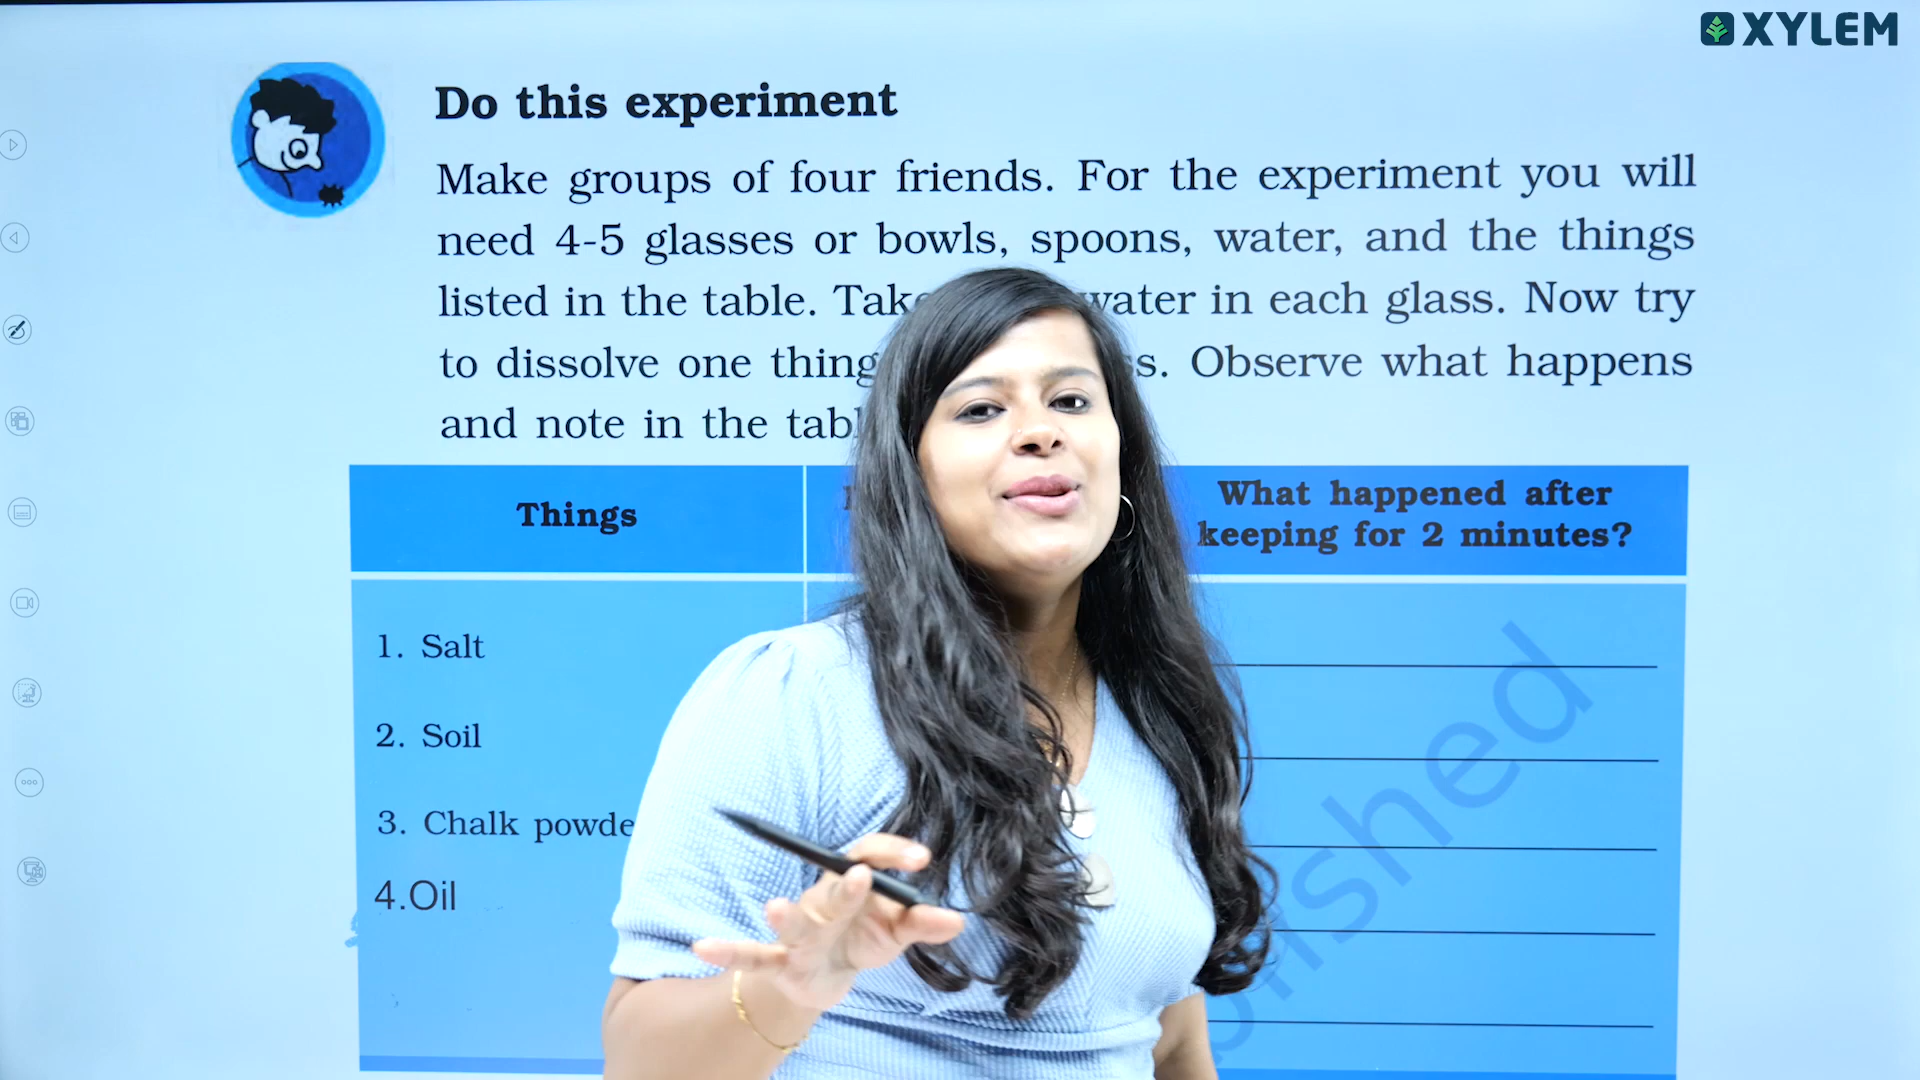 XYLEM
Do this experiment
Make groups of four friends. For the experiment you will
need 4-5 glasses or bowls, spoons, water, and the things
listed in the table. Take water in each glass. Now try
to dissolve one thing Observe what happens
and note in the
Things
What happened after
keeping for 2 minutes?
1. Salt
2. Soil
3. Chalk
4.Oil